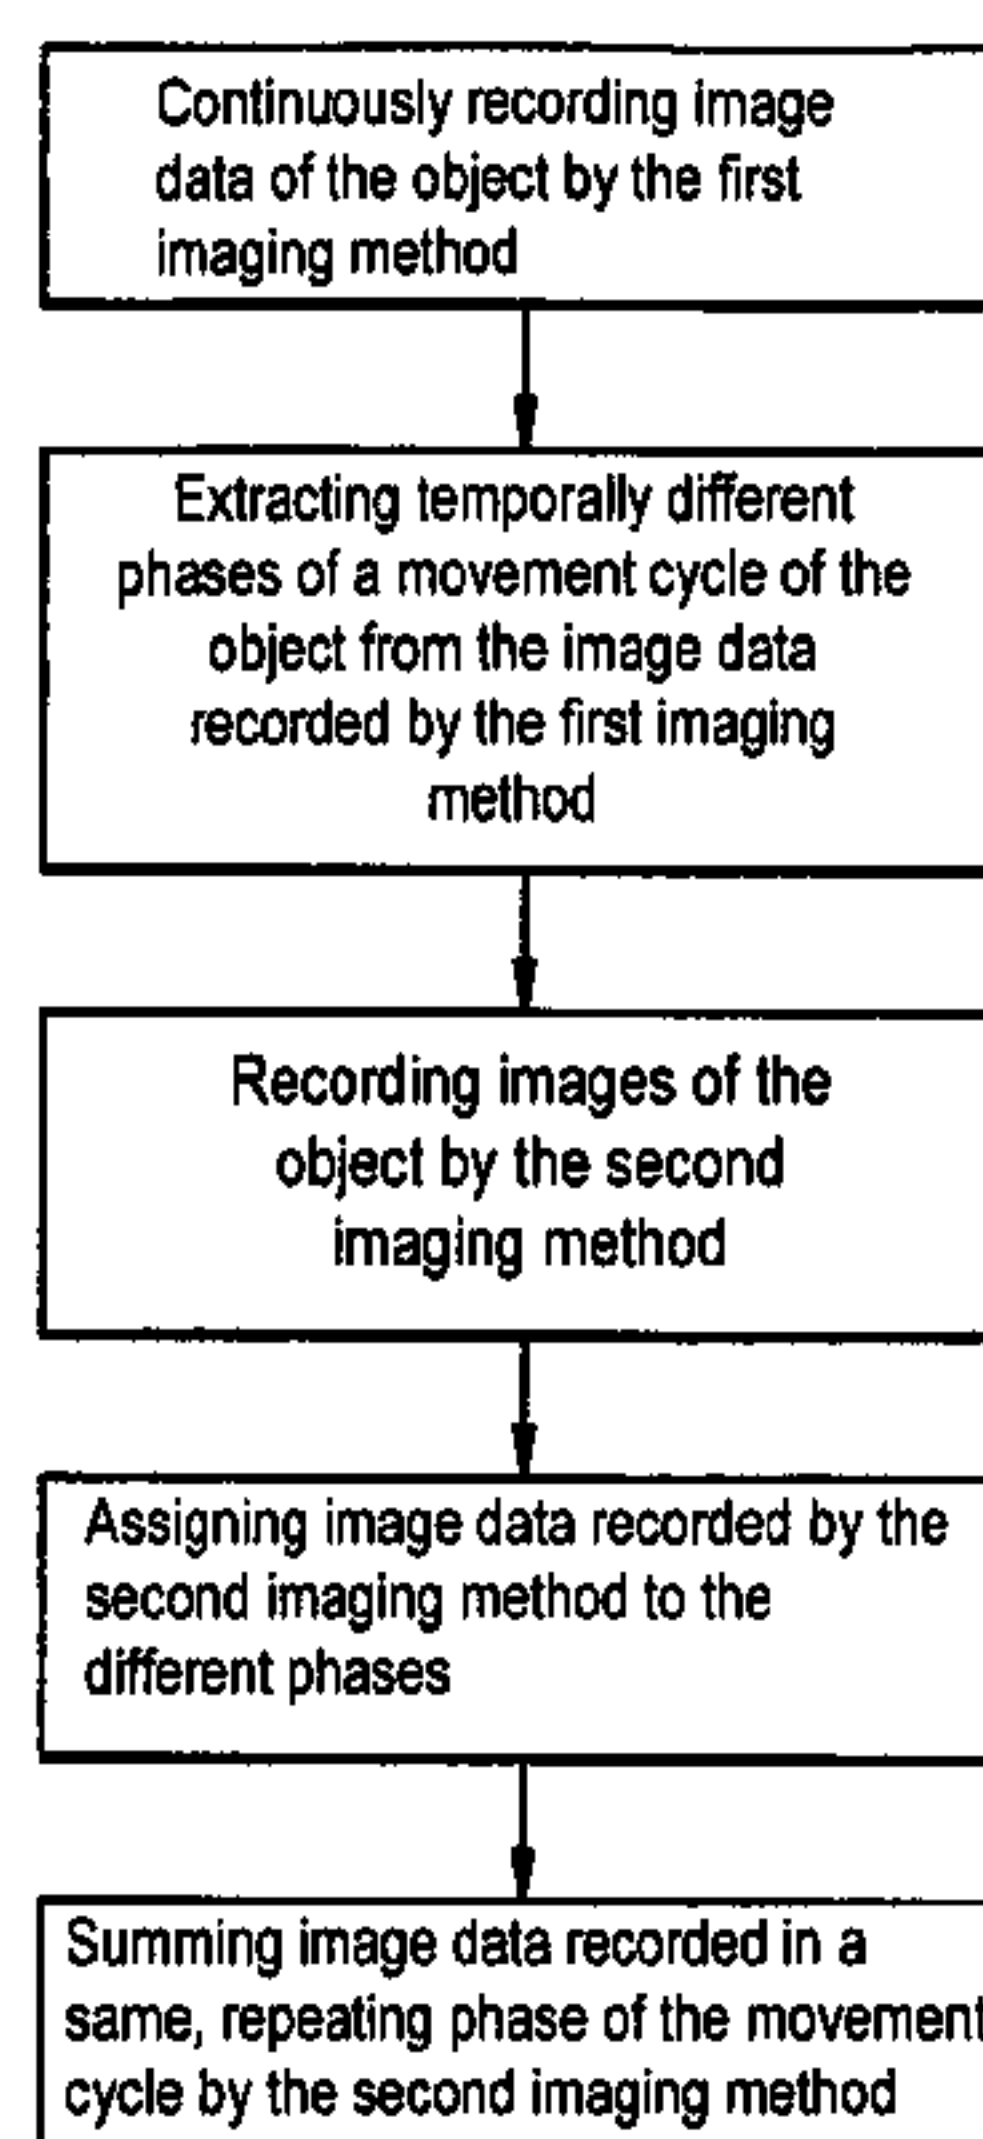 Continuously recording image
data of the object by the first
imaging method
Extracting temporally different
phases of a movement cycle of the
object from the image data
recorded by the first imaging
method
Recording images of the
object by the second
imaging method
Assigning image data recorded by the
second imaging method to the
different phases
Summing image data recorded in a
same, repeating phase of the movement
cycle by the second imaging method